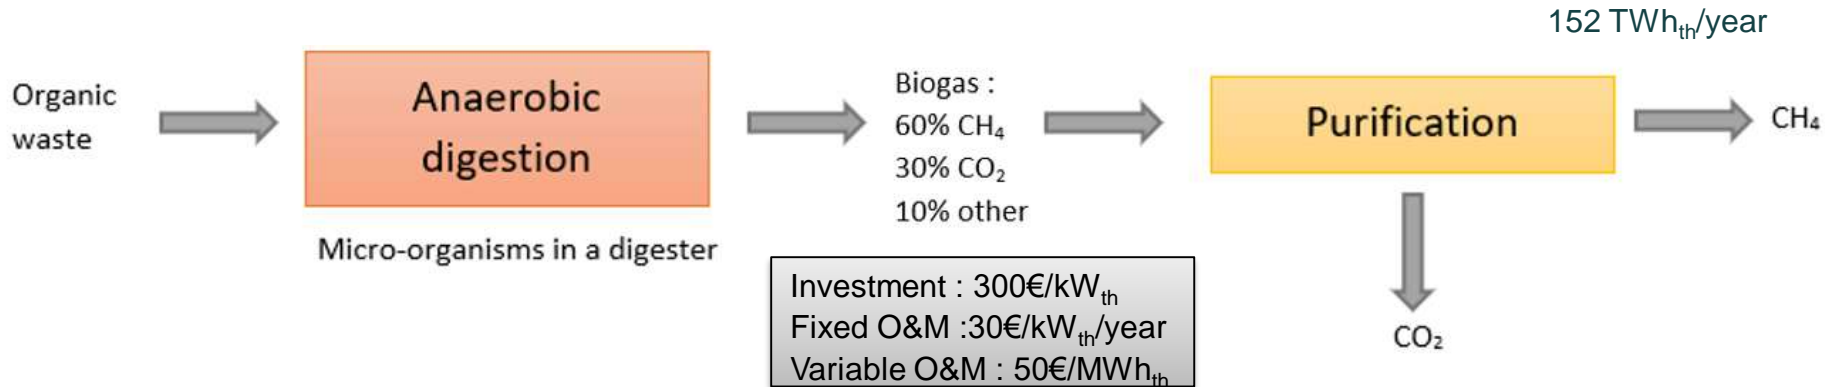 152 TWhth/year
Organic
waste
Anaerobic
digestion
Micro-organisms in a digester
Biogas :
60% CH₄
30% CO₂
10% other
Purification
CH₄
CO₂
Investment : 300€/kWth
Fixed O&M :30€/kWth/year
Variable O&M : 50€/MWhth